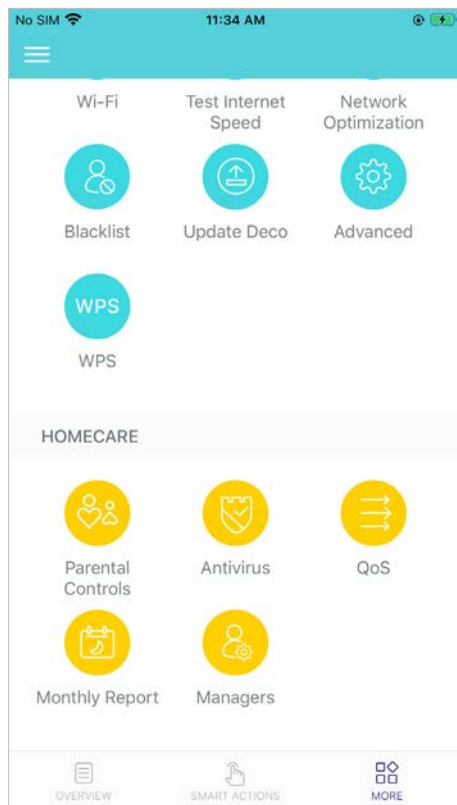 No SIM 11:34 AM
Wi-Fi Test Internet Network
Speed Optimization
Blacklist Update Deco Advanced
WPS
WPS
HOMECARE
Parental Antivirus QoS
Controls
Monthly Report Managers
OVERVIEW SMART ACTIONS MORE